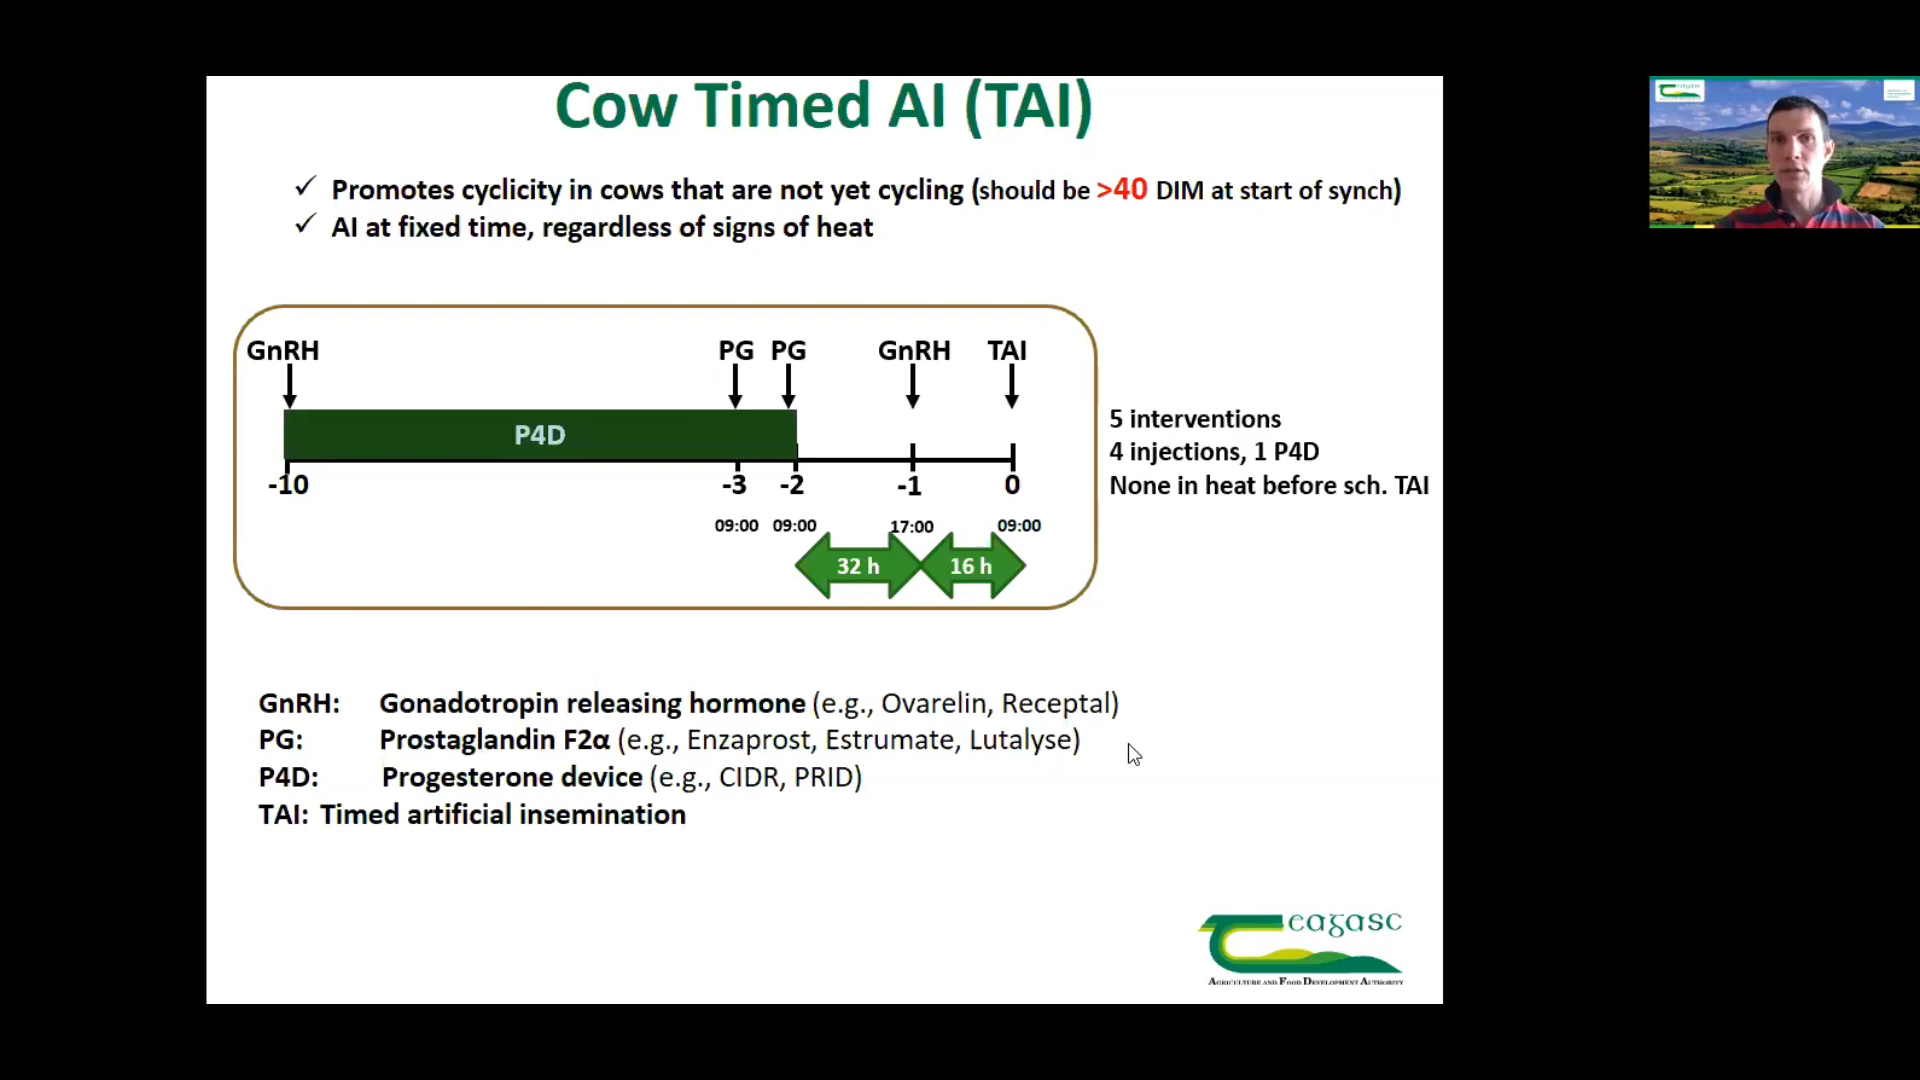 Cow Timed AI (TAI)
✓ Promotes cyclicity in cows that are not yet cycling (should be >40 DIM at start of synch)
✓ AI at fixed time, regardless of signs of heat
GnRH PG PG GnRH TAI
P4D
-10 -3 -2 -1 0
09:00 09:00 17:00 09:00
32 h 16 h
5 interventions
4 injections, 1 P4D
None in heat before sch. TAI
GnRH: Gonadotropin releasing hormone (e.g., Ovarelin, Receptal)
PG: Prostaglandin F2α (e.g., Enzaprost, Estrumate, Lutalyse)
P4D: Progesterone device (e.g., CIDR, PRID)
TAI: Timed artificial insemination
eagasc
Agriculture and Food Development Authority